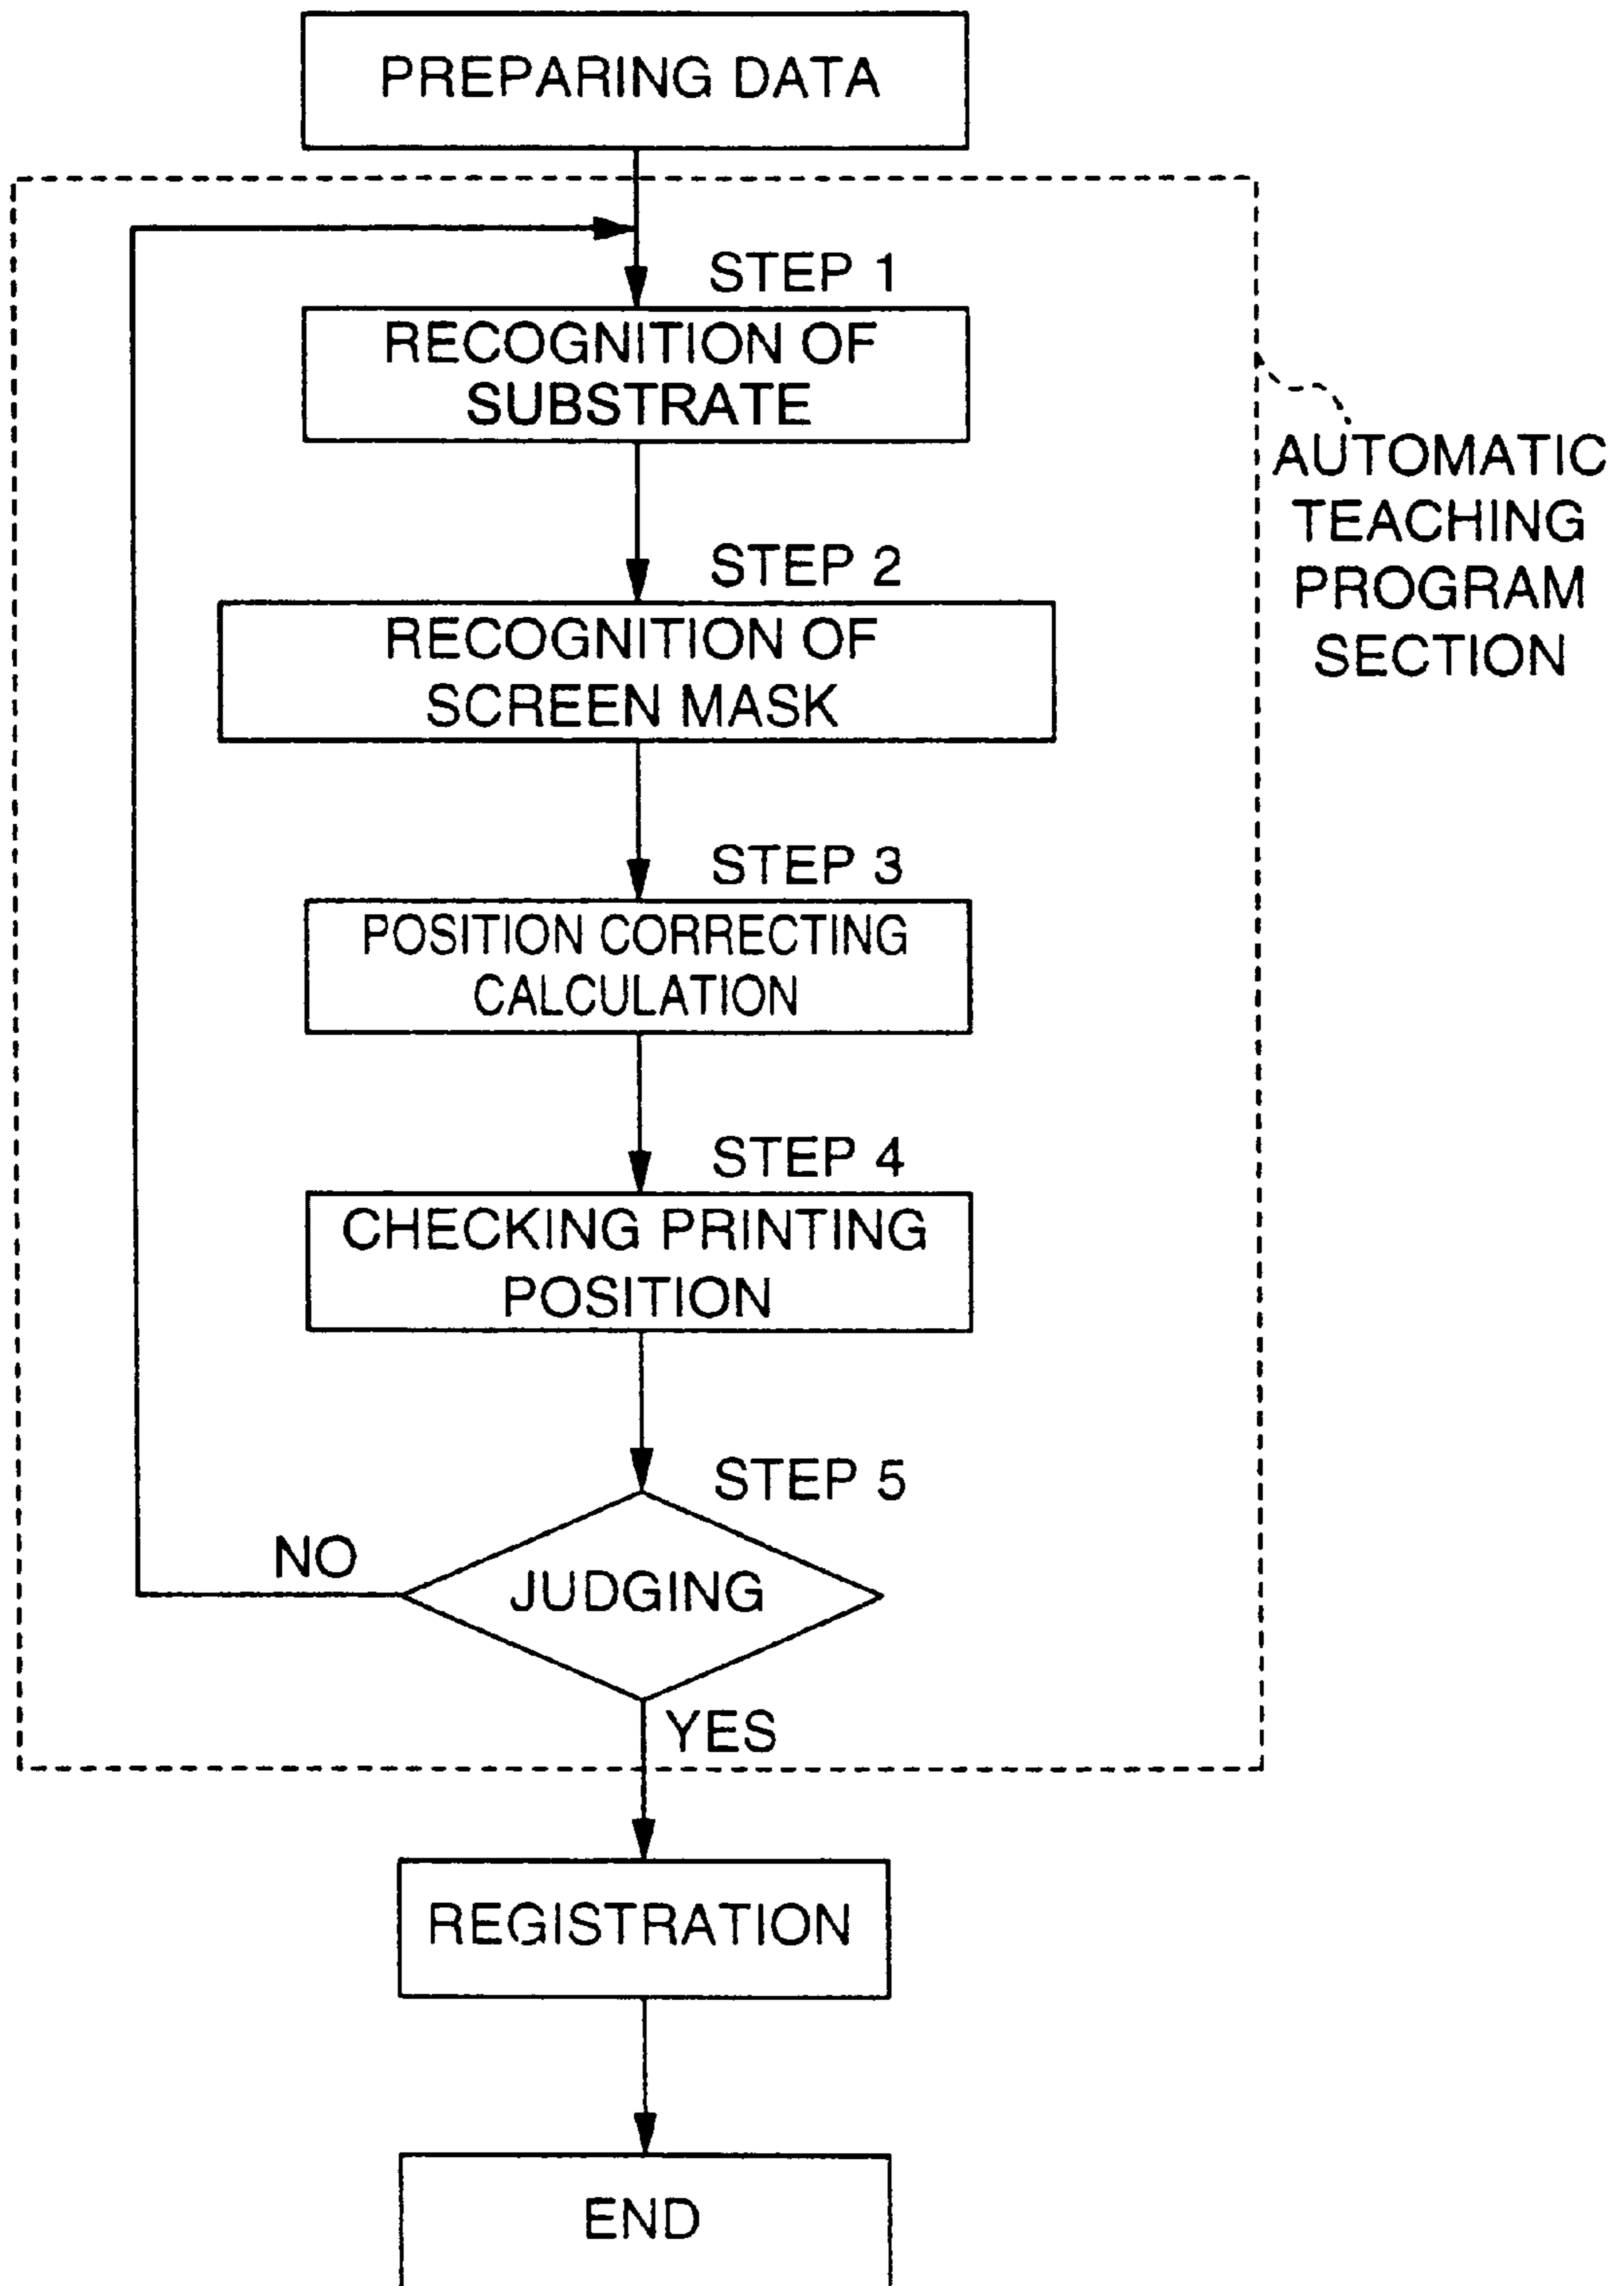 PREPARING DATA
STEP 1
RECOGNITION OF
SUBSTRATE
AUTOMATIC
TEACHING
PROGRAM
SECTION
STEP 2
RECOGNITION OF
SCREEN MASK
STEP 3
POSITION CORRECTING
CALCULATION
STEP 4
CHECKING PRINTING
POSITION
STEP 5
NO
JUDGING
YES
REGISTRATION
END